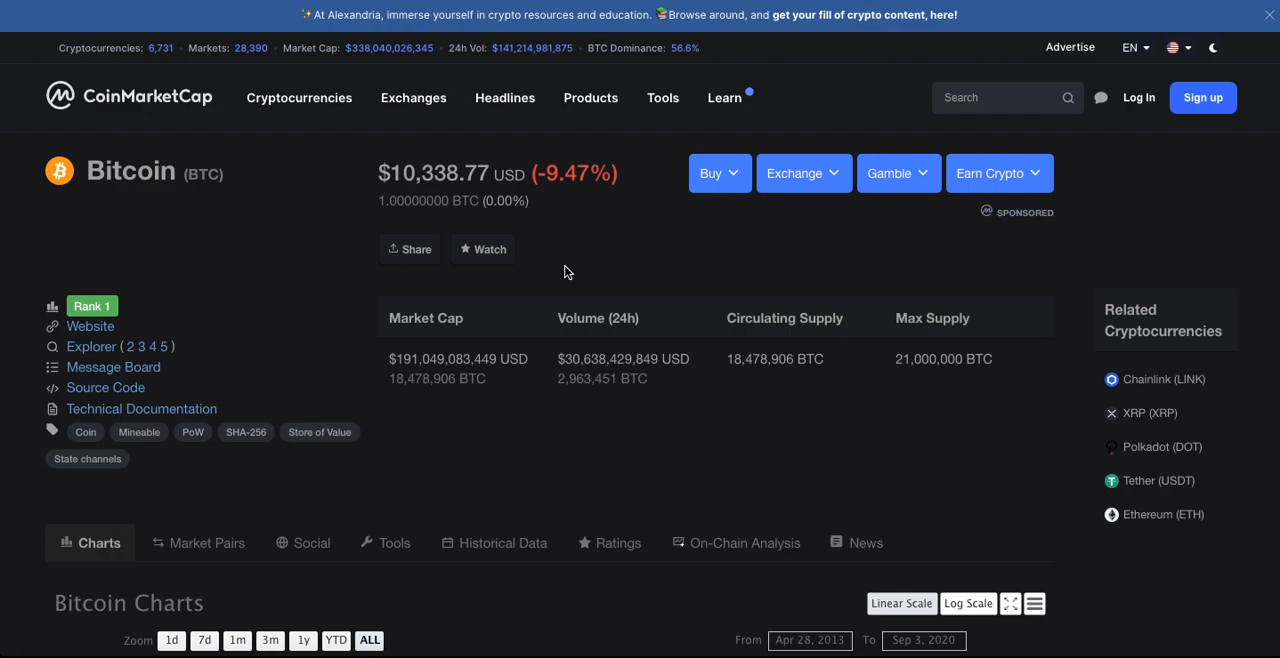 ✨At Alexandria, immerse yourself in crypto resources and education. 📚Browse around, and get your fill of crypto content, here!
Cryptocurrencies: 6,731 • Markets: 28,390 • Market Cap: $338,040,026,345 • 24h Vol: $141,214,981,875 • BTC Dominance: 56.6%
Advertise EN
CoinMarketCap Cryptocurrencies Exchanges Headlines Products Tools Learn Search Log In Sign up
Bitcoin (BTC)
$10,338.77 USD (-9.47%)
1.00000000 BTC (0.00%)
Buy Exchange Gamble Earn Crypto
SPONSORED
Share Watch
Rank 1
Website
Explorer ( 2 3 4 5 )
Message Board
Source Code
Technical Documentation
Coin Mineable PoW SHA-256 Store of Value
State channels
Market Cap Volume (24h) Circulating Supply Max Supply
$191,049,083,449 USD $30,638,429,849 USD 18,478,906 BTC 21,000,000 BTC
18,478,906 BTC 2,963,451 BTC
Related
Cryptocurrencies
Chainlink (LINK)
XRP (XRP)
Polkadot (DOT)
Tether (USDT)
Ethereum (ETH)
Charts Market Pairs Social Tools Historical Data Ratings On-Chain Analysis News
Bitcoin Charts
Linear Scale Log Scale
Zoom 1d 7d 1m 3m 1y YTD ALL From Apr 28, 2013 To Sep 3, 2020